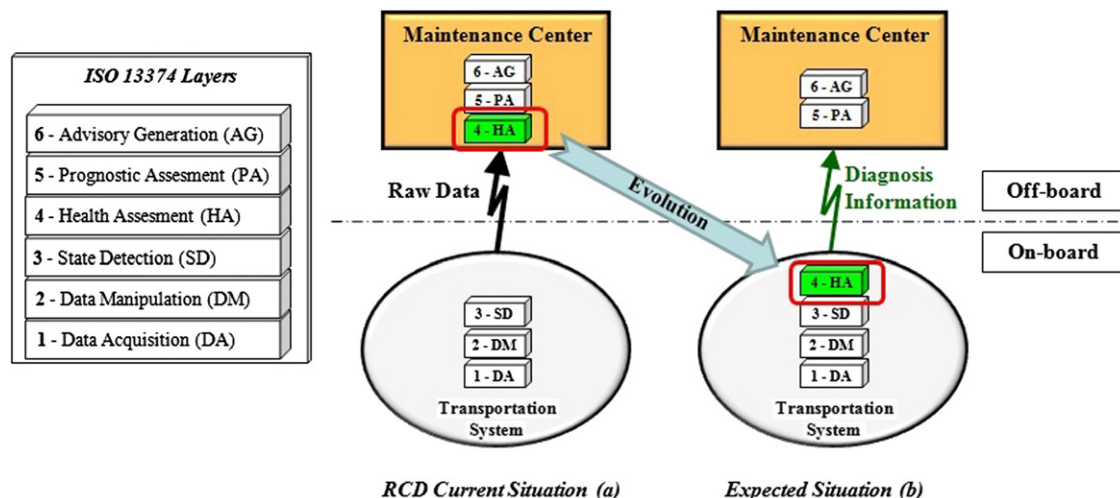 ISO 13374 Layers
6 - Advisory Generation (AG)
5 - Prognostic Assesment (PA)
4 - Health Assesment (HA)
3 - State Detection (SD)
2 - Data Manipulation (DM)
1 - Data Acquisition (DA)
Maintenance Center
6 - AG
5 - PA
4 - HA
Raw Data
3 - SD
2 - DM
1 - DA
Transportation
System
RCD Current Situation (a)
Evolution
Maintenance Center
6 - AG
5 - PA
Diagnosis
Information
4 - HA
3 - SD
2 - DM
1 - DA
Transportation
System
Expected Situation (b)
Off-board
On-board